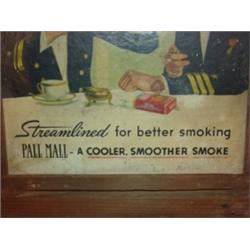 Streamlined for better smoking
PALL MALL - A COOLER, SMOOTHER SMOKE